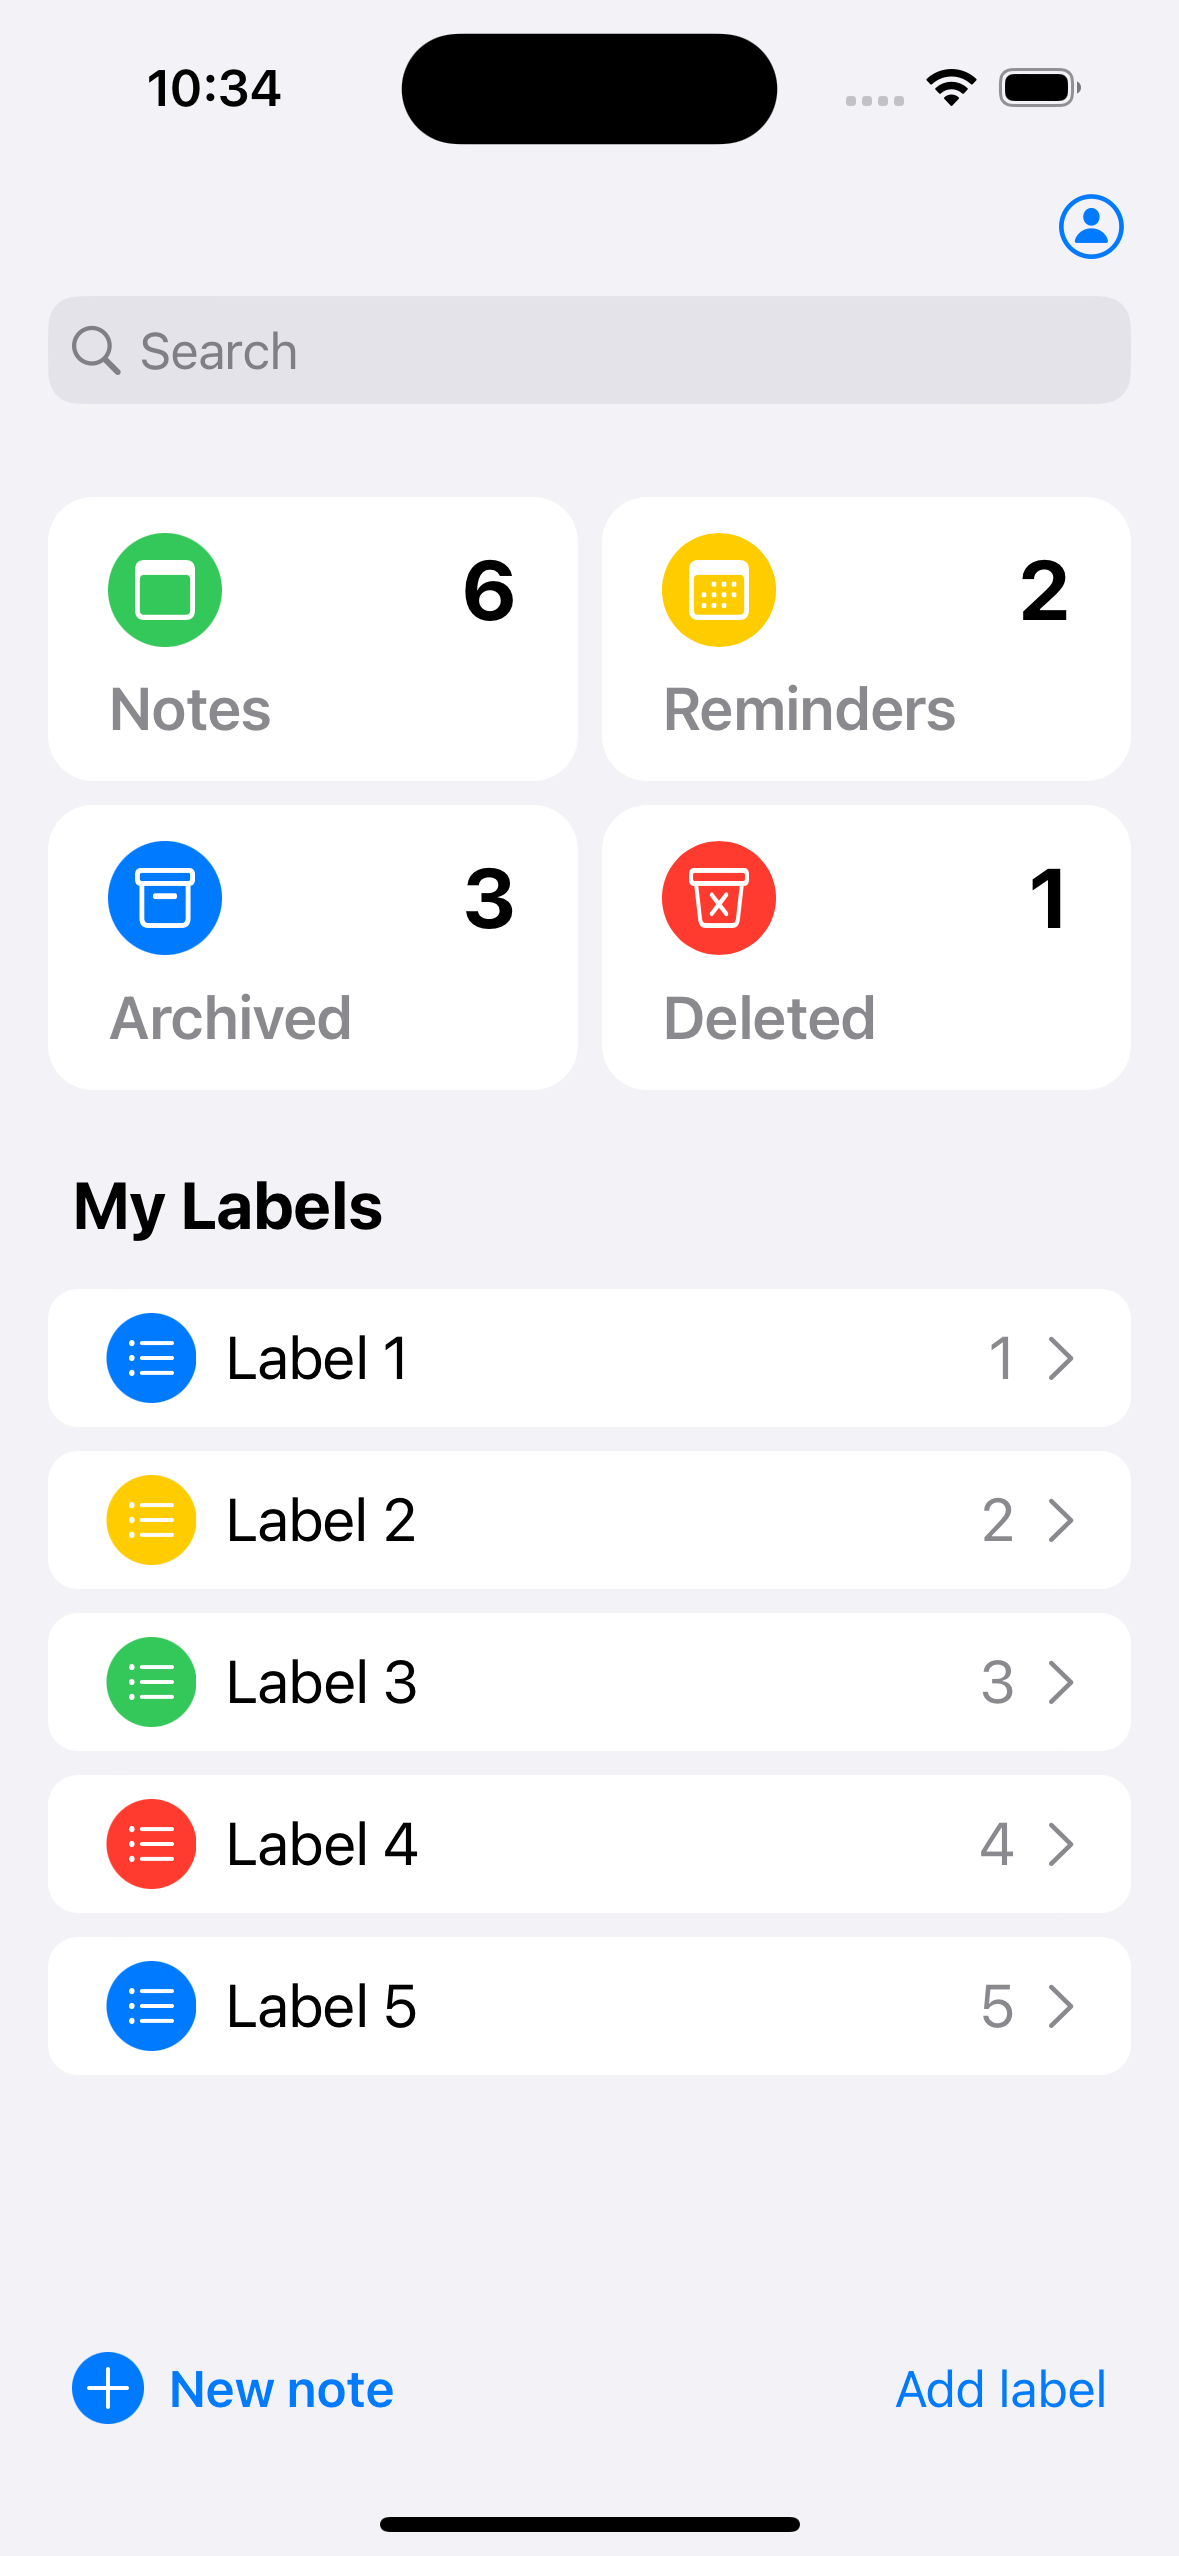 10:34
Search
6
Notes
2
Reminders
3
Archived
1
Deleted
My Labels
Label 1 1
Label 2 2
Label 3 3
Label 4 4
Label 5 5
New note Add label